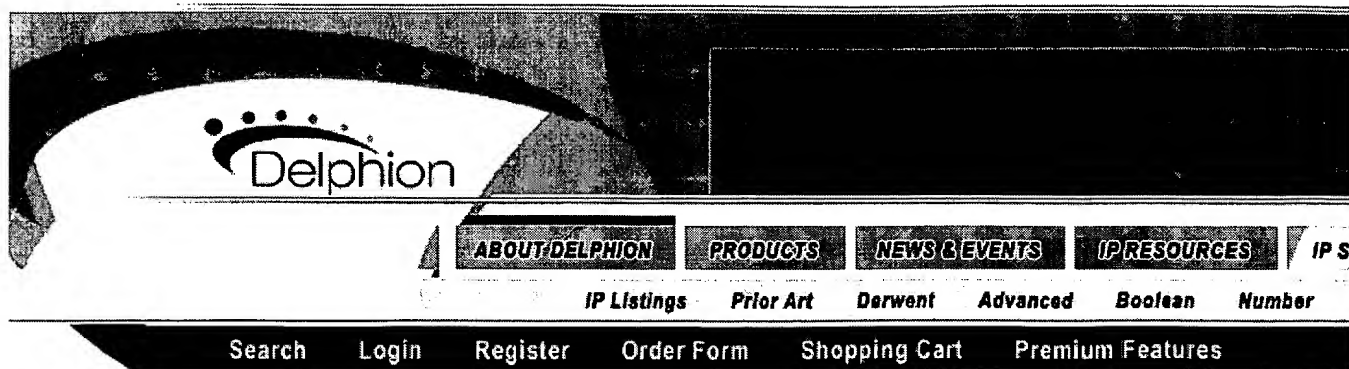 Delphion
ABOUT DELPHION PRODUCTS NEWS & EVENTS IP RESOURCES IP S
IP Listings Prior Art Derwent Advanced Boolean Number
Search Login Register Order Form Shopping Cart Premium Features